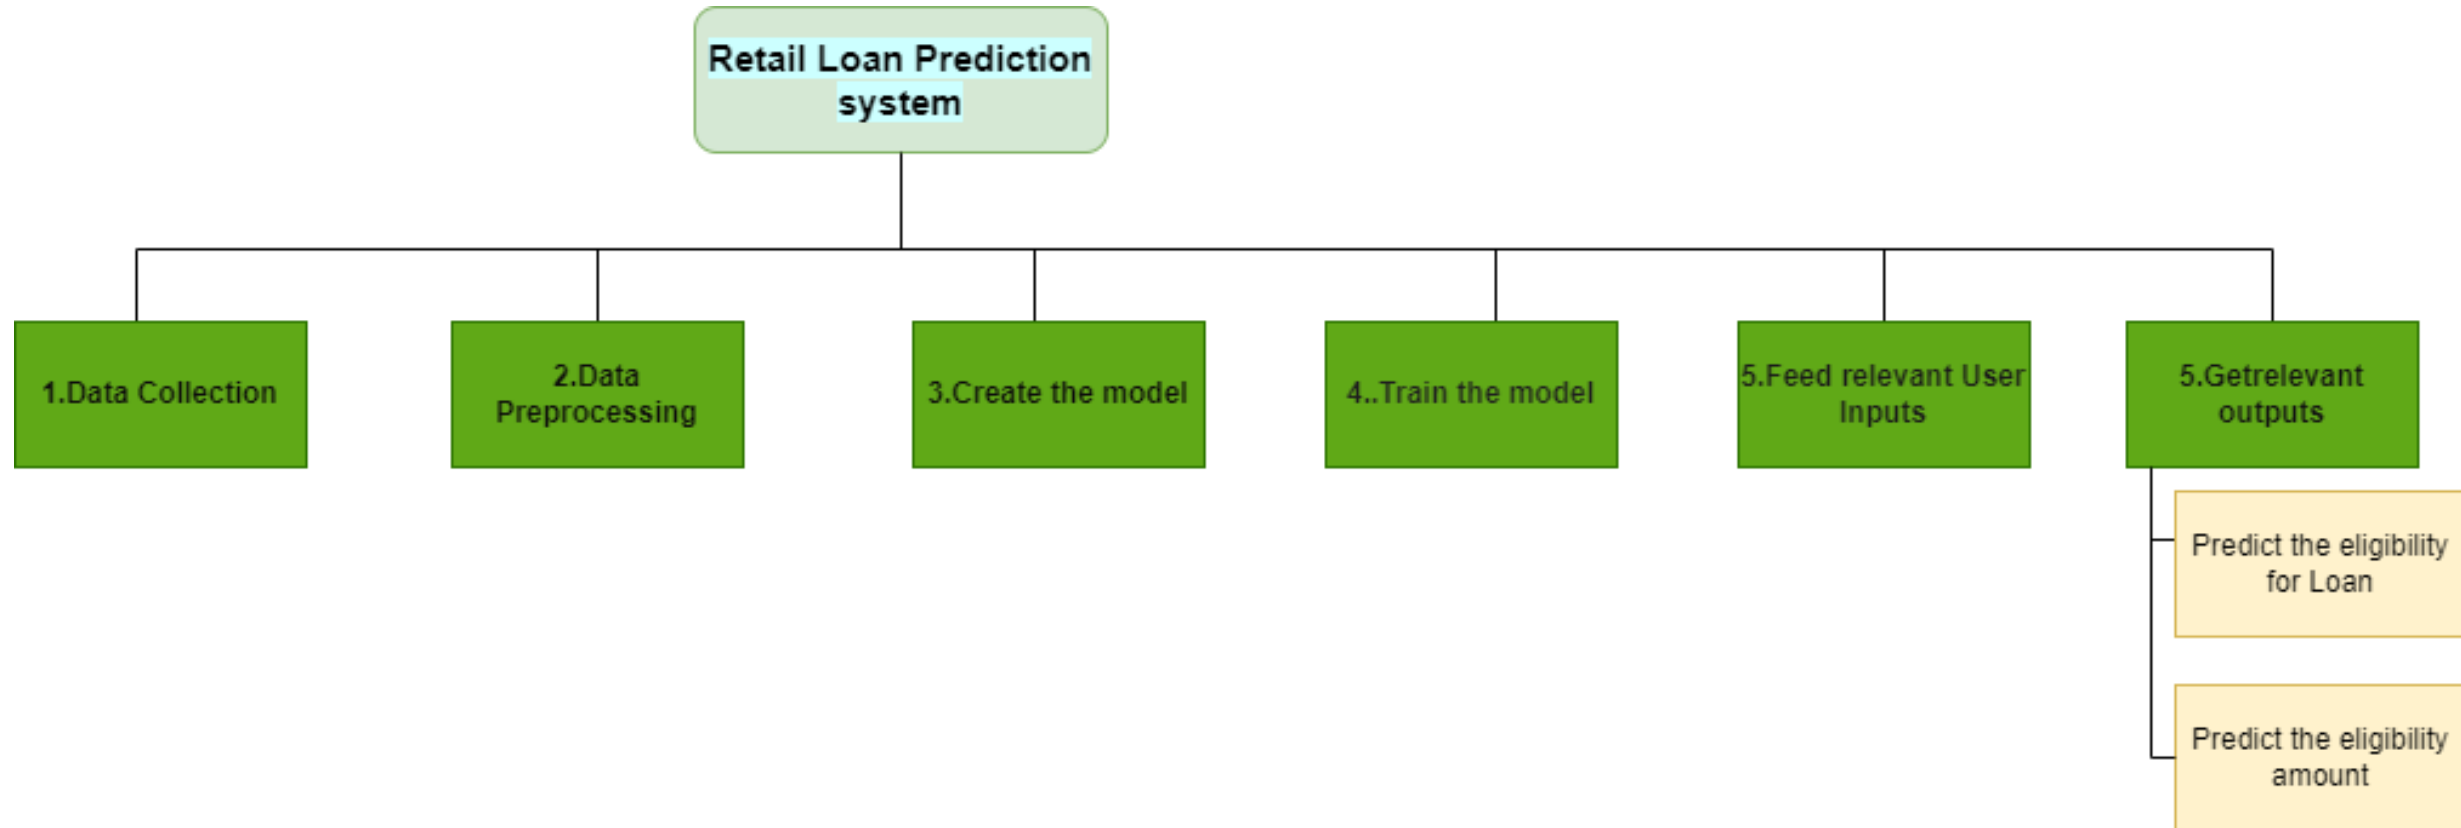 Retail Loan Prediction
system
1.Data Collection
2.Data
Preprocessing
3.Create the model
4..Train the model
5.Feed relevant User
Inputs
5.Getrelevant
outputs
Predict the eligibility
for Loan
Predict the eligibility
amount